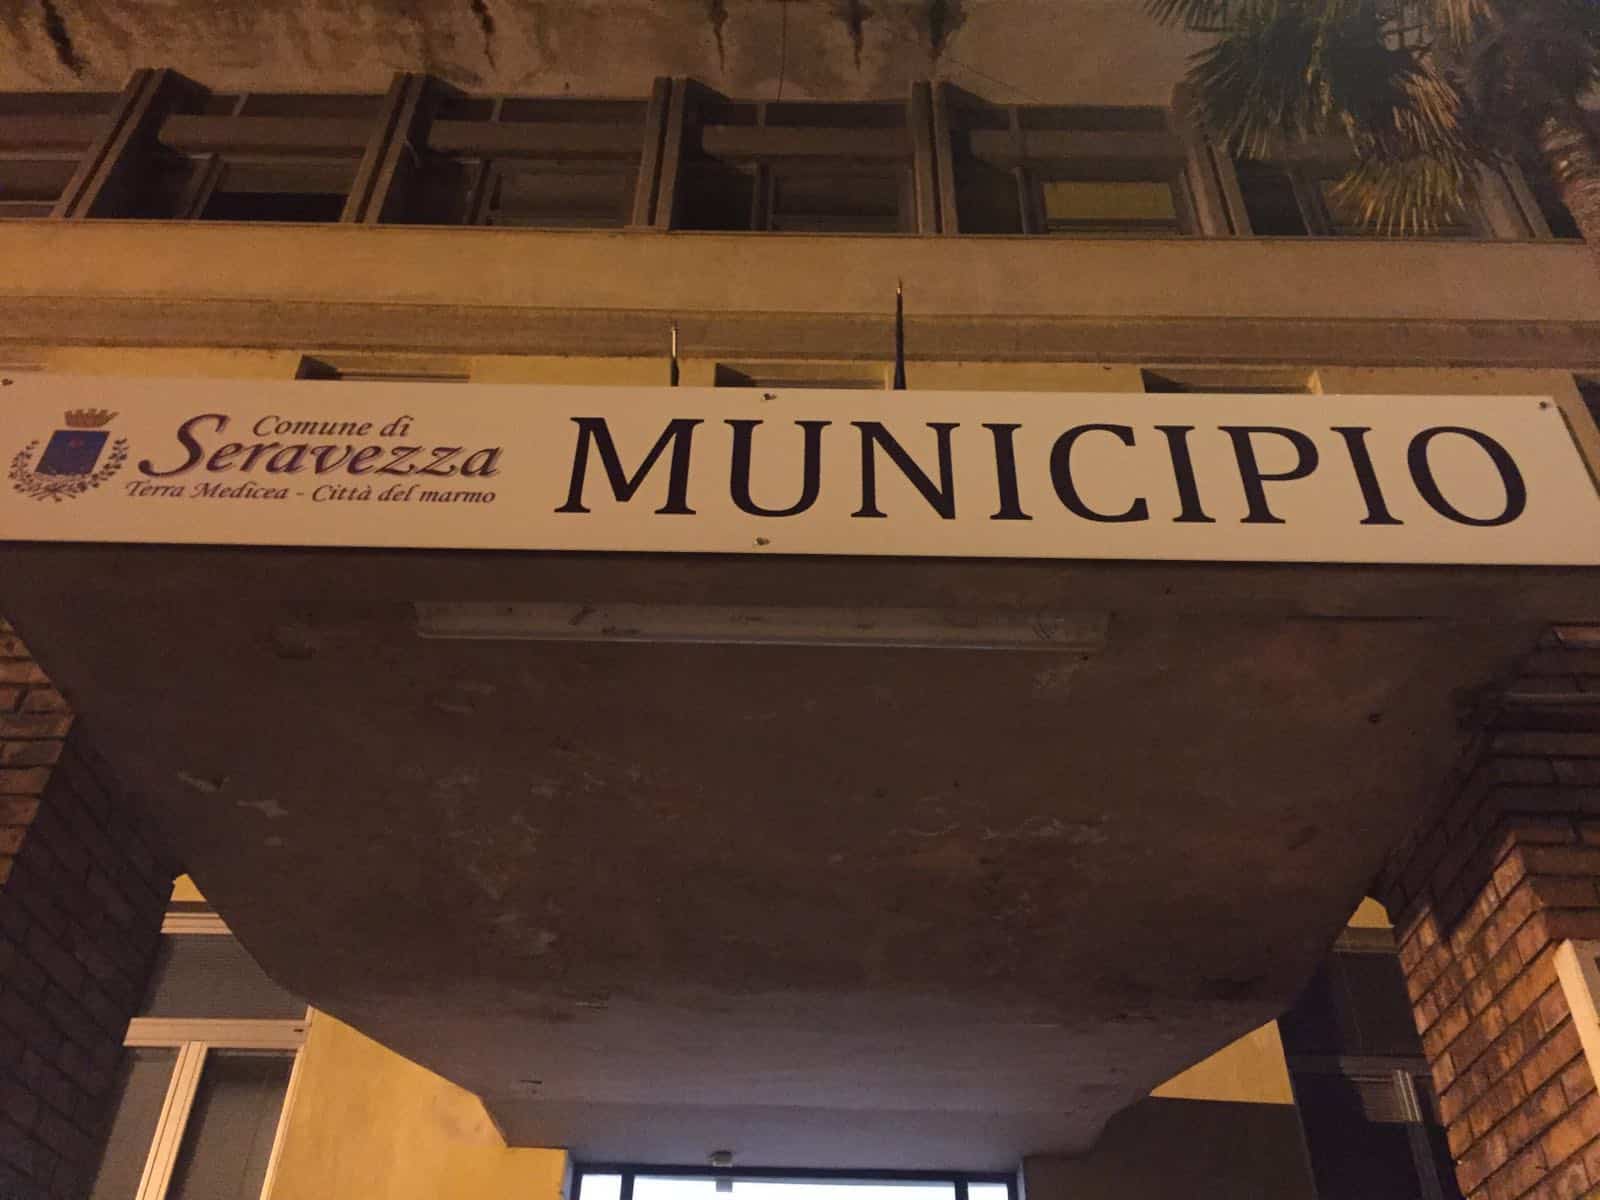 Comune di
Seravezza
Terra Medicea - Città del marmo
MUNICIPIO